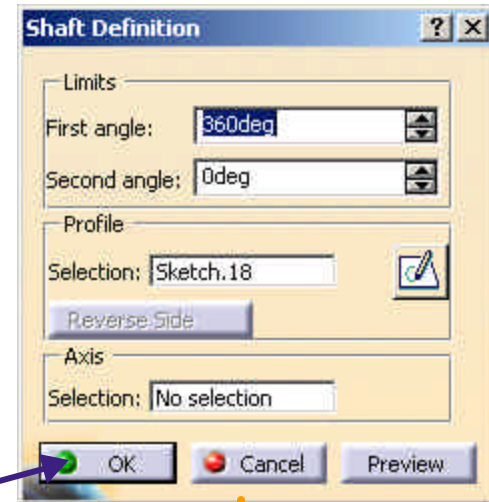 Shaft Definition ? X
Limits
First angle: 360deg
Second angle: 0deg
Profile
Selection: Sketch.18
Reverse Side
Axis
Selection: No selection
OK Cancel Preview